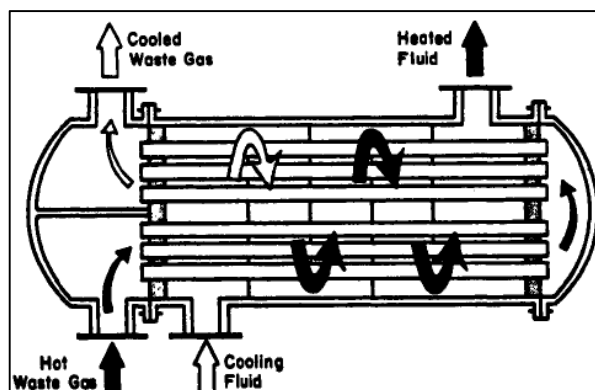 Cooled
Waste Gas
Heated
Fluid
Hot
Waste Gas
Cooling
Fluid